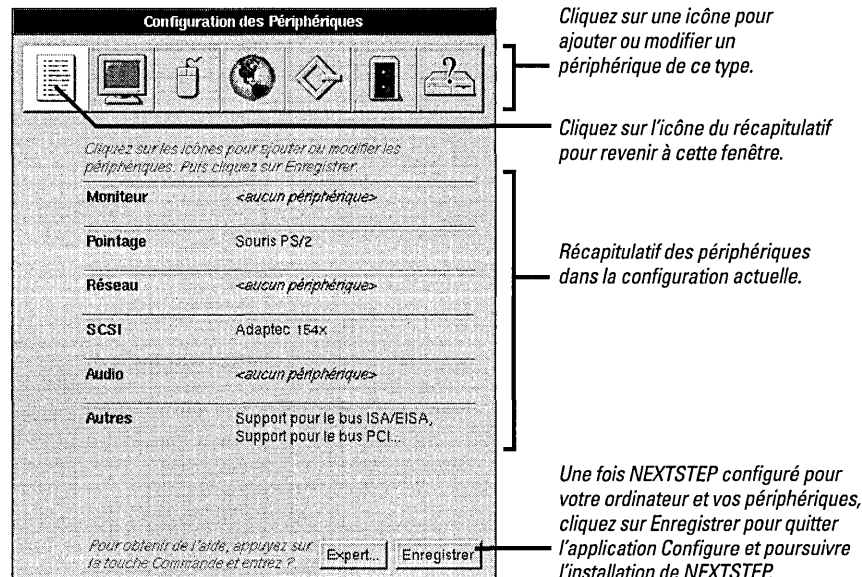 Configuration des Périphériques
Cliquez sur les icônes pour ajouter ou modifier les
périphériques. Puis cliquez sur Enregistrer.
Moniteur <aucun périphérique>
Pointage Souris PS/2
Réseau <aucun périphérique>
SCSI Adaptec 154x
Audio <aucun périphérique>
Autres Support pour le bus ISA/EISA,
Support pour le bus PCI...
Pour obtenir de l'aide, appuyez sur
la touche Commande et entrez ?.
Expert... Enregistrer
Cliquez sur une icône pour
ajouter ou modifier un
périphérique de ce type.
Cliquez sur l'icône du récapitulatif
pour revenir à cette fenêtre.
Récapitulatif des périphériques
dans la configuration actuelle.
Une fois NEXTSTEP configuré pour
votre ordinateur et vos périphériques,
cliquez sur Enregistrer pour quitter
l'application Configure et poursuivre
l'installation de NEXTSTEP.